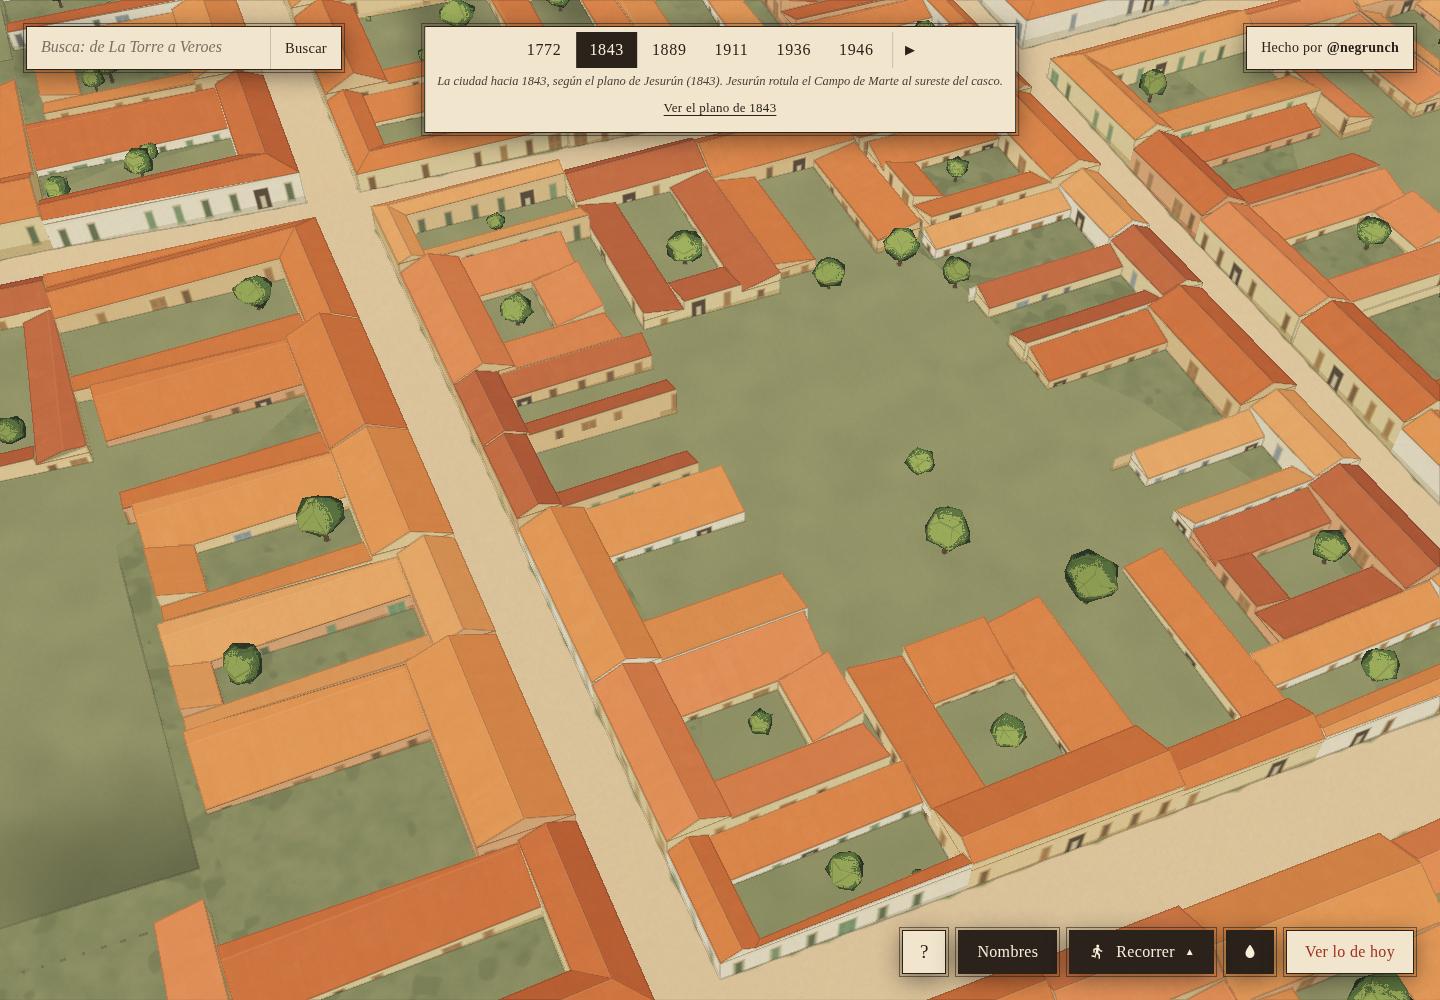 Busca: de La Torre a Veroes
Buscar
1772 1843 1889 1911 1936 1946 ▶
La ciudad hacia 1843, según el plano de Jesurún (1843). Jesurún rotula el Campo de Marte al sureste del casco.
Ver el plano de 1843
Hecho por @negrunch
? Nombres Recorrer ▲ Ver lo de hoy